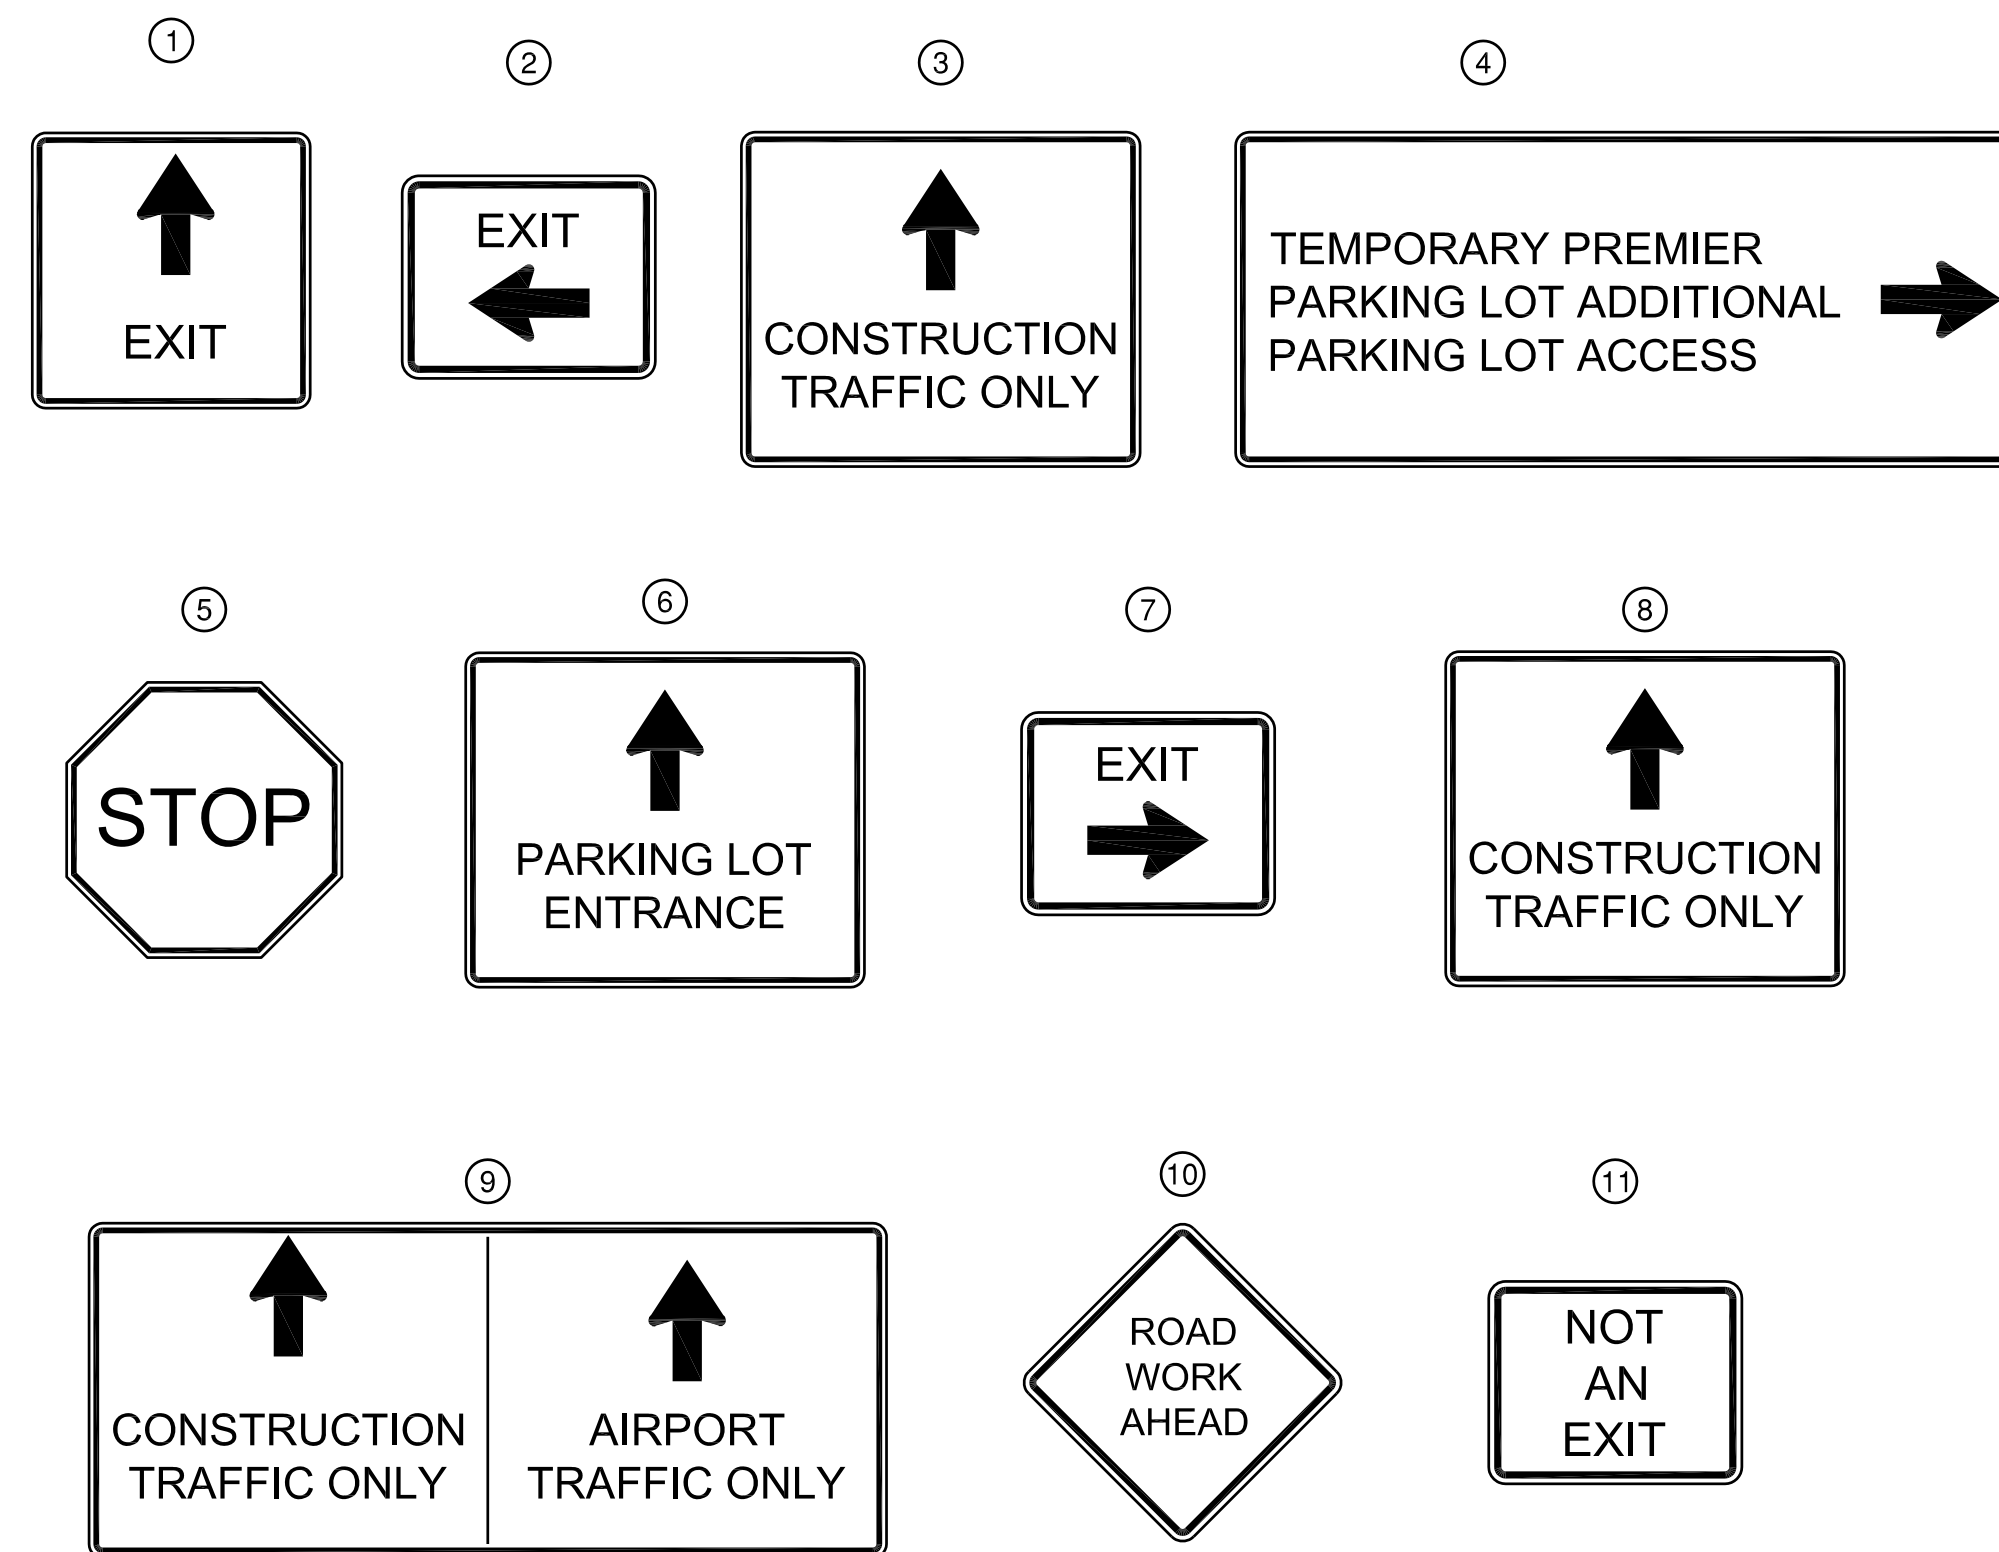 1
2
3
4
EXIT
EXIT
CONSTRUCTION
TRAFFIC ONLY
TEMPORARY PREMIER
PARKING LOT ADDITIONAL
PARKING LOT ACCESS
5
6
7
8
STOP
PARKING LOT
ENTRANCE
EXIT
CONSTRUCTION
TRAFFIC ONLY
9
10
11
CONSTRUCTION
TRAFFIC ONLY
AIRPORT
TRAFFIC ONLY
ROAD
WORK
AHEAD
NOT
AN
EXIT